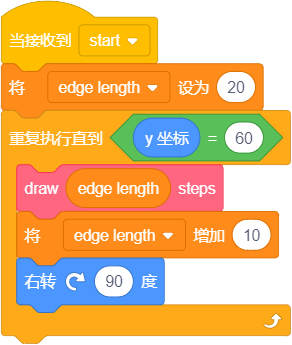 当接收到 start
将 edge length 设为 20
重复执行直到 y 坐标 = 60
draw edge length steps
将 edge length 增加 10
右转 90 度